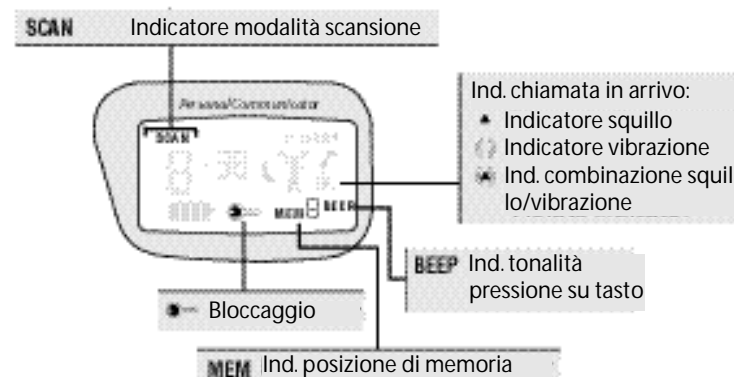 SCAN Indicatore modalità scansione
Personal Communicator
SCAN
Ind. chiamata in arrivo:
Indicatore squillo
Indicatore vibrazione
Ind. combinazione squil
lo/vibrazione
MEM 8 BEEP
BEEP Ind. tonalità
pressione su tasto
Bloccaggio
MEM Ind. posizione di memoria